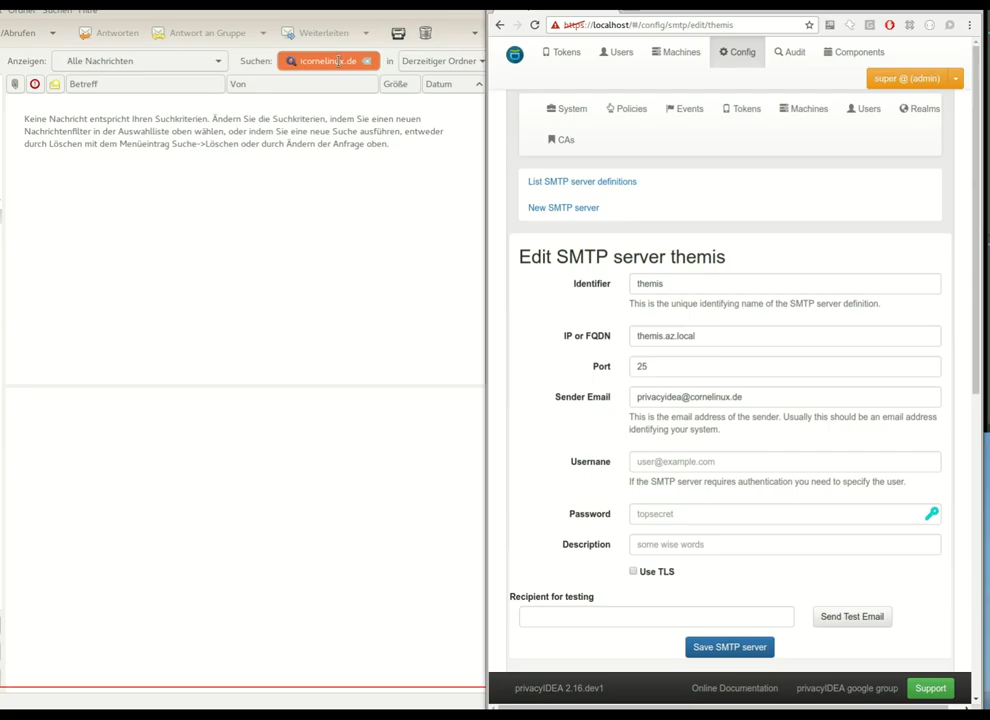 Ordner Suchen Hilfe
/Abrufen Antworten Antwort an Gruppe Weiterleiten
Anzeigen: Alle Nachrichten Suchen: cornelinux.de in Derzeitiger Ordner
Betreff Von Größe Datum
Keine Nachricht entspricht Ihren Suchkriterien. Ändern Sie die Suchkriterien, indem Sie einen neuen
Nachrichtenfilter in der Auswahlliste oben wählen, oder indem Sie eine neue Suche ausführen, entweder
durch Löschen mit dem Menüeintrag Suche->Löschen oder durch Ändern der Anfrage oben.
https://localhost/#/config/smtp/edit/themis
Tokens Users Machines Config Audit Components
super @ (admin)
System Policies Events Tokens Machines Users Realms
CAs
List SMTP server definitions
New SMTP server
Edit SMTP server themis
Identifier themis
This is the unique identifying name of the SMTP server definition.
IP or FQDN themis.az.local
Port 25
Sender Email privacyidea@cornelinux.de
This is the email address of the sender. Usually this should be an email address
identifying your system.
Usernane user@example.com
If the SMTP server requires authentication you need to specify the user.
Password topsecret
Description some wise words
Use TLS
Recipient for testing
Send Test Email
Save SMTP server
privacyIDEA 2.16.dev1 Online Documentation privacyIDEA google group Support